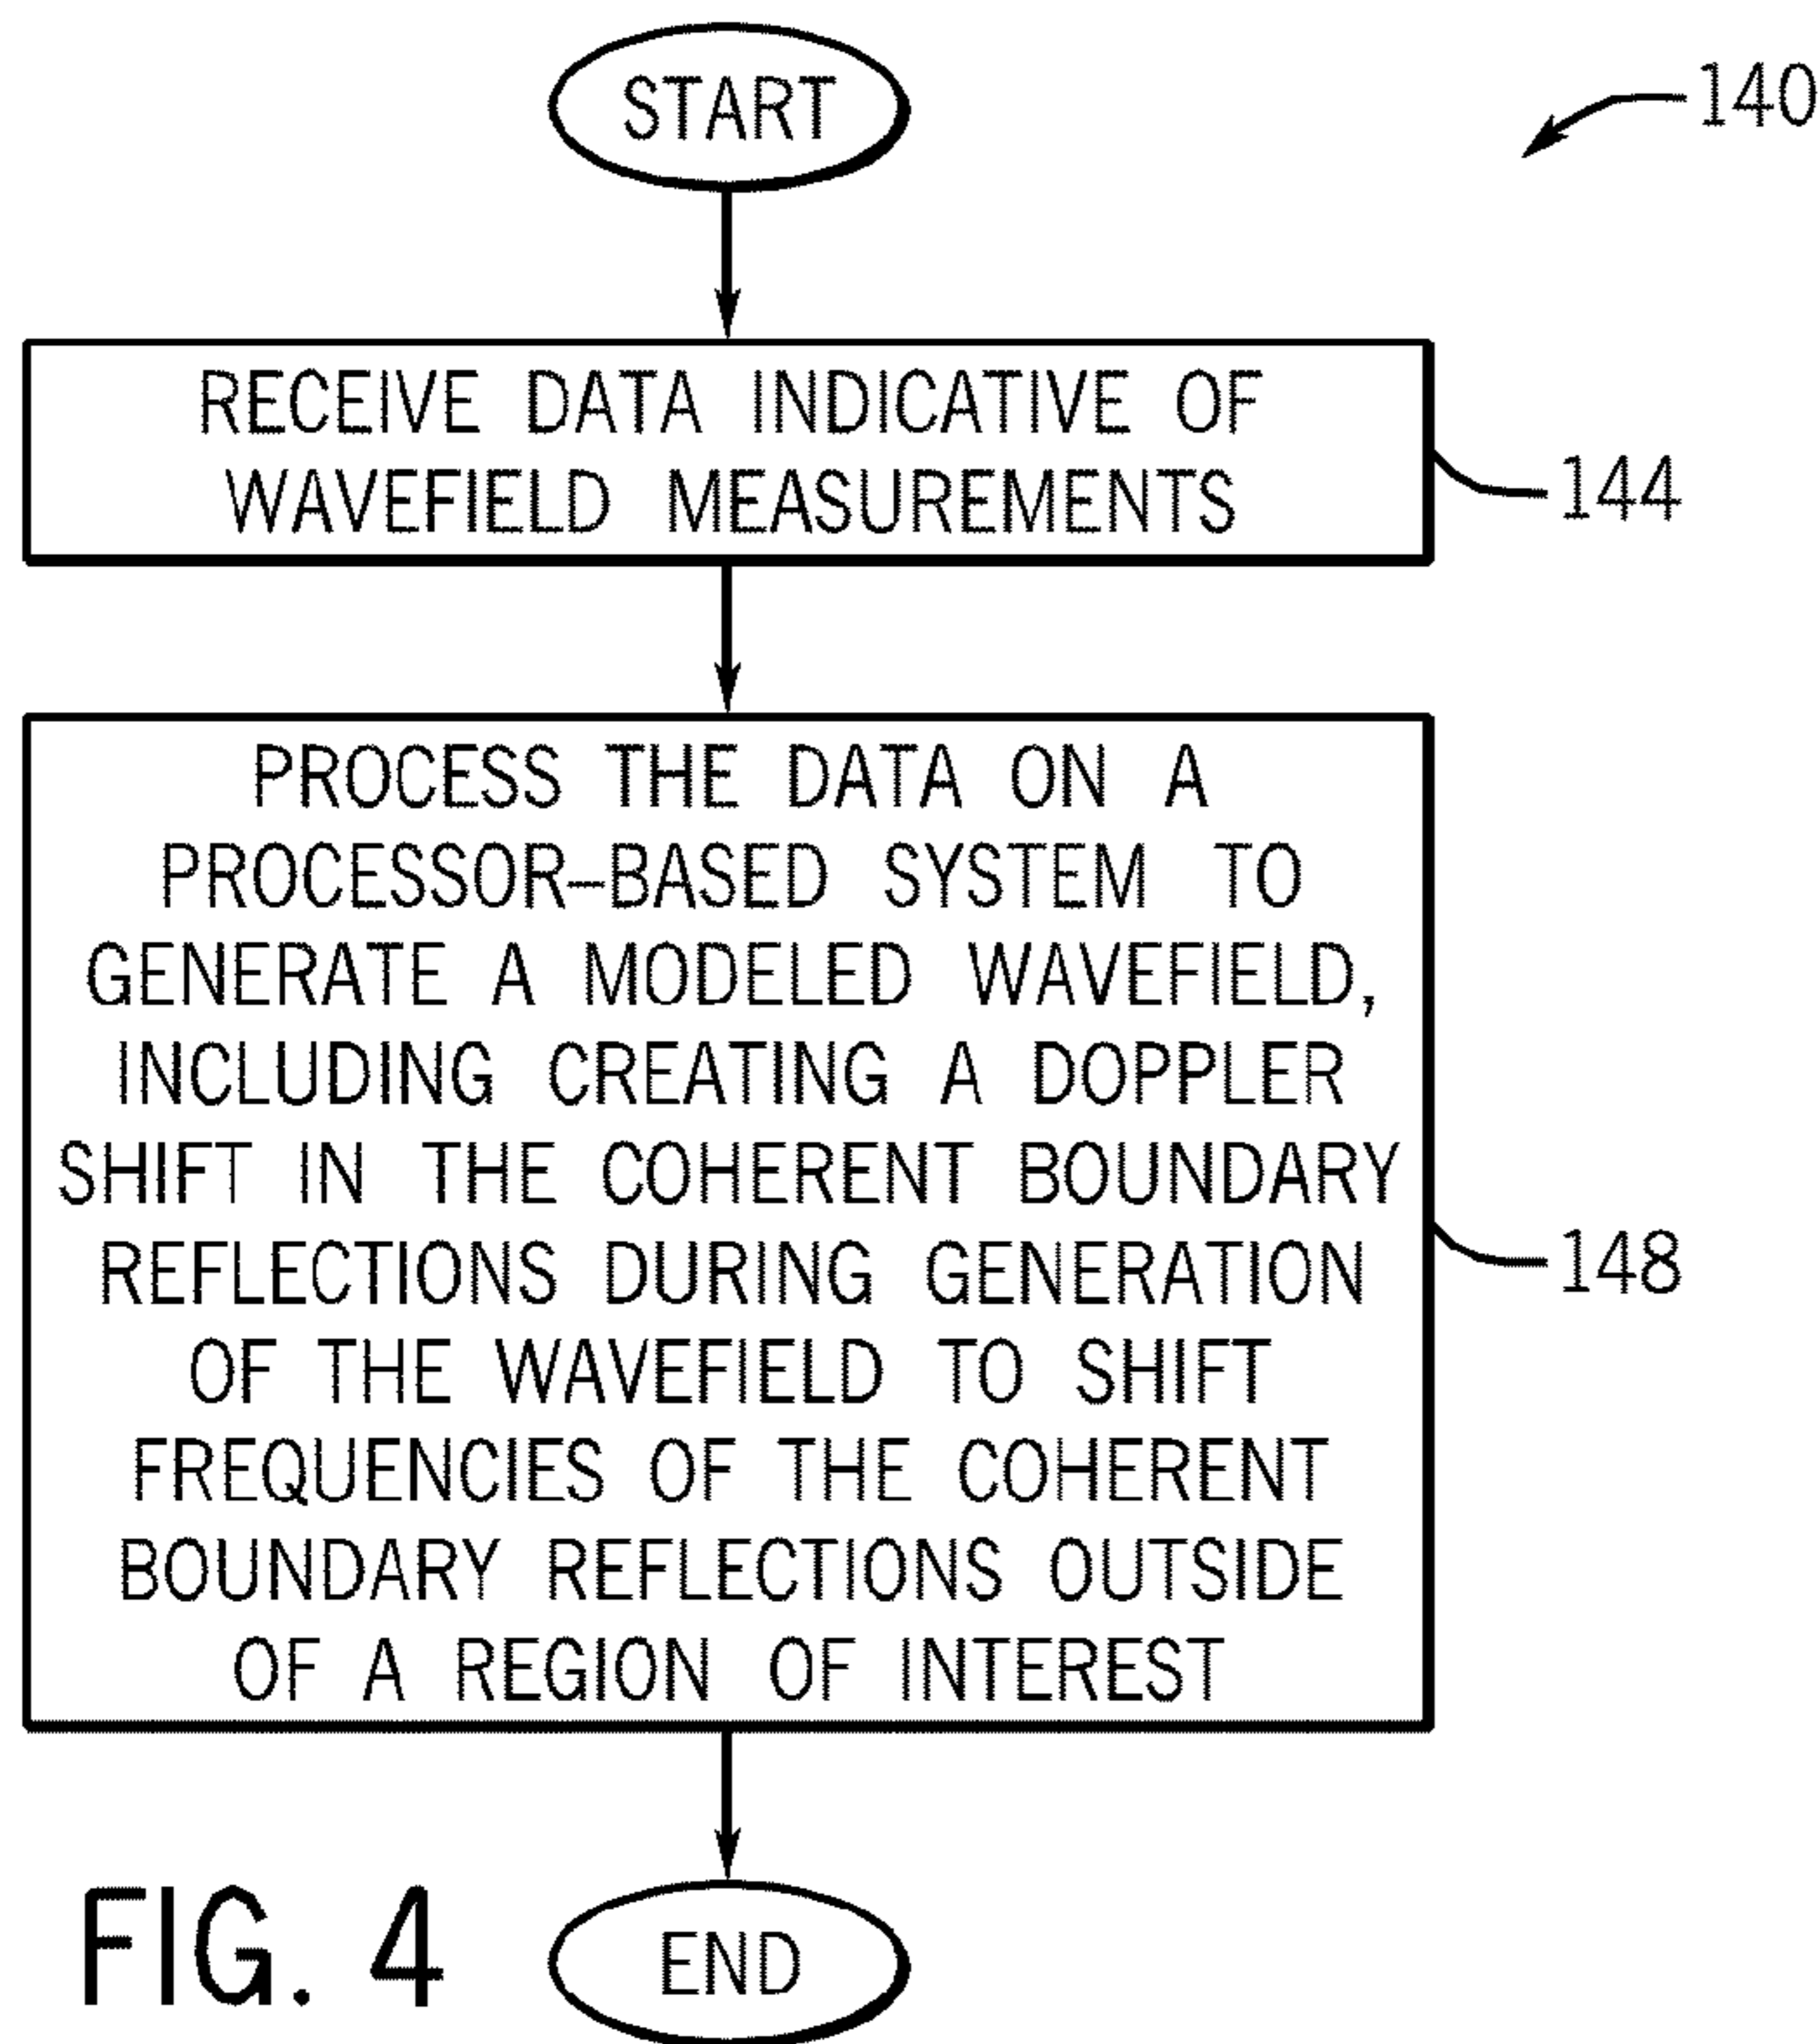 START
140
RECEIVE DATA INDICATIVE OF
WAVEFIELD MEASUREMENTS
144
PROCESS THE DATA ON A
PROCESSOR–BASED SYSTEM TO
GENERATE A MODELED WAVEFIELD,
INCLUDING CREATING A DOPPLER
SHIFT IN THE COHERENT BOUNDARY
REFLECTIONS DURING GENERATION
OF THE WAVEFIELD TO SHIFT
FREQUENCIES OF THE COHERENT
BOUNDARY REFLECTIONS OUTSIDE
OF A REGION OF INTEREST
148
END
FIG. 4